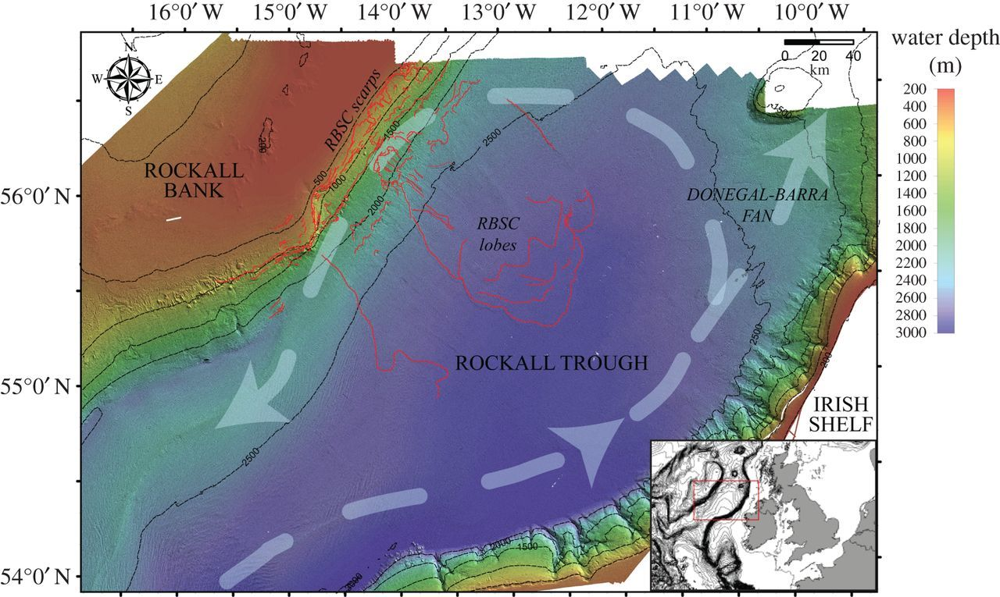 16°0′ W 15°0′ W 14°0′ W 13°0′ W 12°0′ W 11°0′ W 10°0′ W
water depth
(m)
N
W E
S
0 20 40
km
200
400
600
800
1000
1200
1400
1600
1800
2000
2200
2400
2600
2800
3000
RBSC scarps
1500
1500
200
2500
ROCKALL
BANK
500
1000
2000
56°0′ N
DONEGAL-BARRA
FAN
RBSC
lobes
2500
200
ROCKALL TROUGH
55°0′ N
IRISH
SHELF
2500
2000
1500
54°0′ N
3000